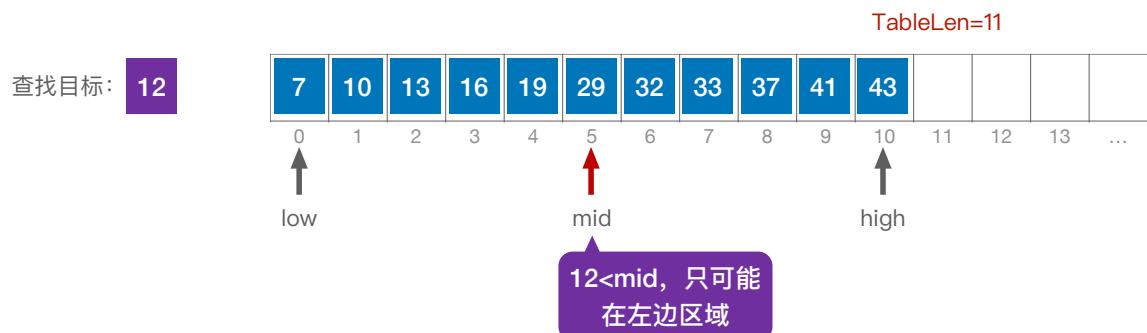 TableLen=11
查找目标： 12
7 10 13 16 19 29 32 33 37 41 43
0 1 2 3 4 5 6 7 8 9 10 11 12 13 ...
low mid high
12<mid，只可能
在左边区域